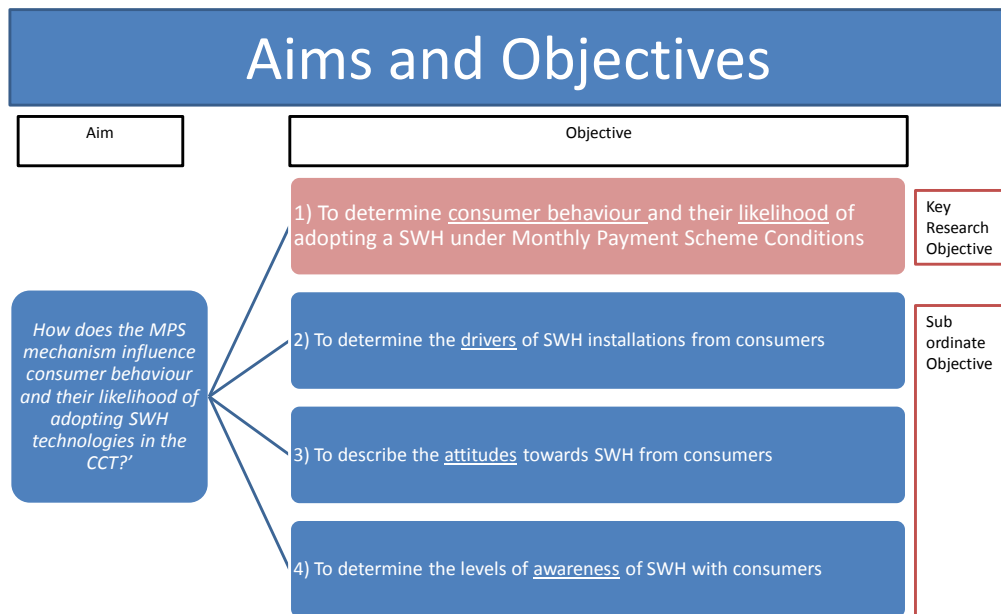 Aims and Objectives
Aim
Objective
1) To determine consumer behaviour and their likelihood of
adopting a SWH under Monthly Payment Scheme Conditions
Key
Research
Objective
How does the MPS
mechanism influence
consumer behaviour
and their likelihood of
adopting SWH
technologies in the
CCT?’
2) To determine the drivers of SWH installations from consumers
Sub
ordinate
Objective
3) To describe the attitudes towards SWH from consumers
4) To determine the levels of awareness of SWH with consumers